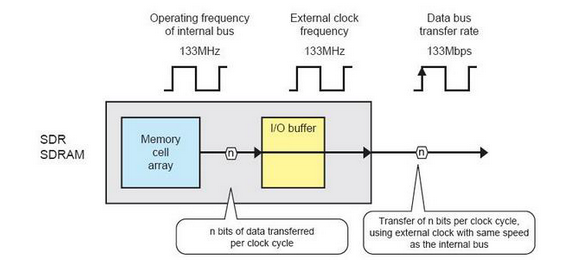 Operating frequency
of internal bus
133MHz
External clock
frequency
133MHz
Data bus
transfer rate
133Mbps
SDR
SDRAM
Memory
cell
array
n
I/O buffer
n
n bits of data transferred
per clock cycle
Transfer of n bits per clock cycle,
using external clock with same speed
as the internal bus